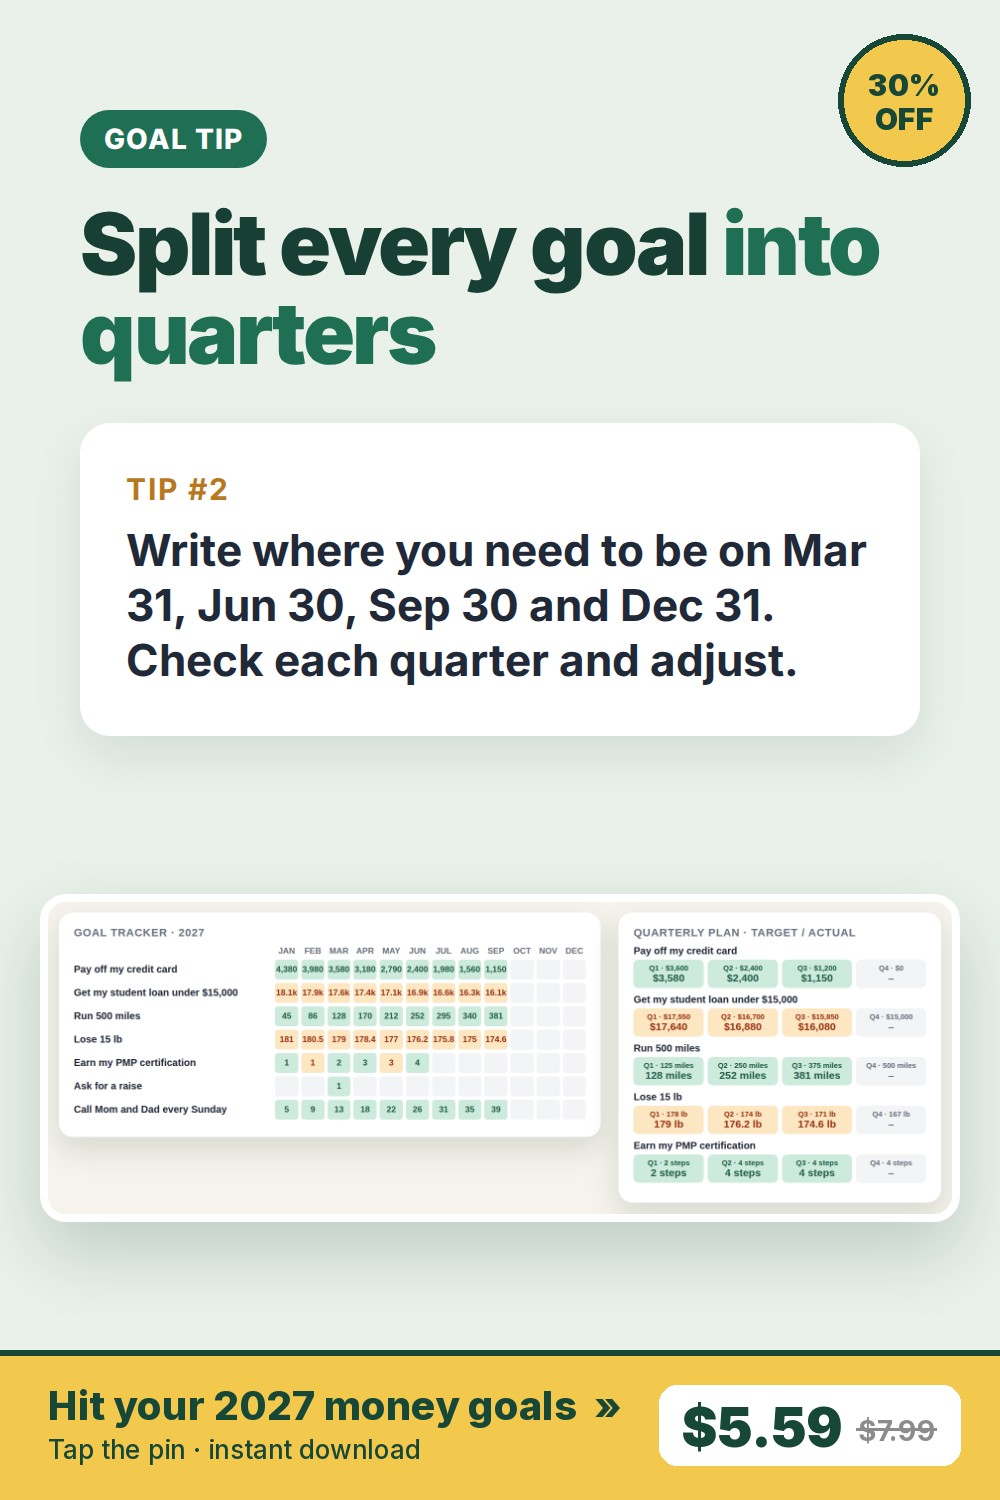 30%
OFF
GOAL TIP
Split every goal into
quarters
TIP #2
Write where you need to be on Mar
31, Jun 30, Sep 30 and Dec 31.
Check each quarter and adjust.
GOAL TRACKER · 2027
JAN FEB MAR APR MAY JUN JUL AUG SEP OCT NOV DEC
Pay off my credit card 4,380 3,980 3,580 3,180 2,790 2,400 1,980 1,560 1,150
Get my student loan under $15,000 18.1k 17.9k 17.6k 17.4k 17.1k 16.9k 16.6k 16.3k 16.1k
Run 500 miles 45 86 128 170 212 252 295 340 381
Lose 15 lb 181 180.5 179 178.4 177 176.2 175.8 175 174.6
Earn my PMP certification 1 1 2 3 3 4
Ask for a raise 1
Call Mom and Dad every Sunday 5 9 13 18 22 26 31 35 39
QUARTERLY PLAN · TARGET / ACTUAL
Pay off my credit card
Q1 · $3,600 Q2 · $2,400 Q3 · $1,200 Q4 · $0
$3,580 $2,400 $1,150 –
Get my student loan under $15,000
Q1 · $17,550 Q2 · $16,700 Q3 · $15,850 Q4 · $15,000
$17,640 $16,880 $16,080 –
Run 500 miles
Q1 · 125 miles Q2 · 250 miles Q3 · 375 miles Q4 · 500 miles
128 miles 252 miles 381 miles –
Lose 15 lb
Q1 · 178 lb Q2 · 174 lb Q3 · 171 lb Q4 · 167 lb
179 lb 176.2 lb 174.6 lb –
Earn my PMP certification
Q1 · 2 steps Q2 · 4 steps Q3 · 4 steps Q4 · 4 steps
2 steps 4 steps 4 steps –
Hit your 2027 money goals »
Tap the pin · instant download
$5.59 $7.99